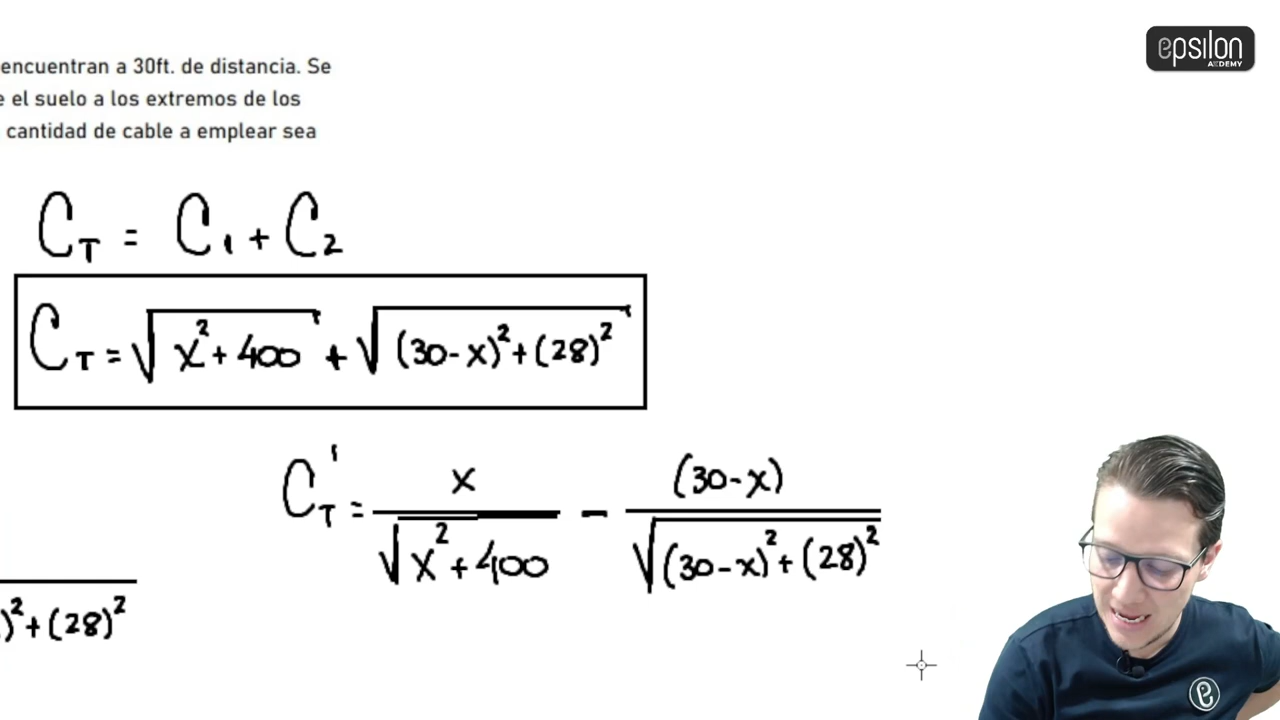 epsilon
AXDEMY
encuentran a 30ft. de distancia. Se
e el suelo a los extremos de los
cantidad de cable a emplear sea
C_T = C_1 + C_2
C_T = √(x² + 400) + √((30-x)² + (28)²)
C_T' = x / √(x² + 400) - (30-x) / √((30-x)² + (28)²)
)² + (28)²